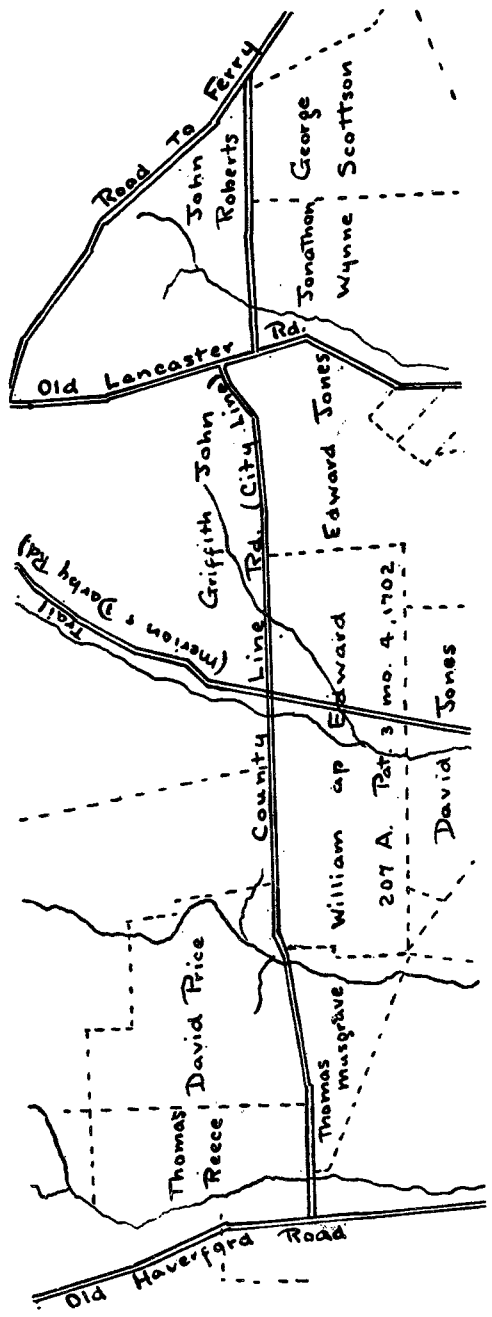 Road To Ferry
John
Roberts
George
Scottson
Jonathon
Wynne
Old Lancaster Rd.
Griffith John
Edward Jones
(Merion & Darby Rd)
Trail
County Line Rd. (City Line)
William ap Edward
207 A. Pat. 3 mo. 4, 1702
David Jones
David Price
Thomas
Musgrave
Thomas
Reece
Old Haverford Road